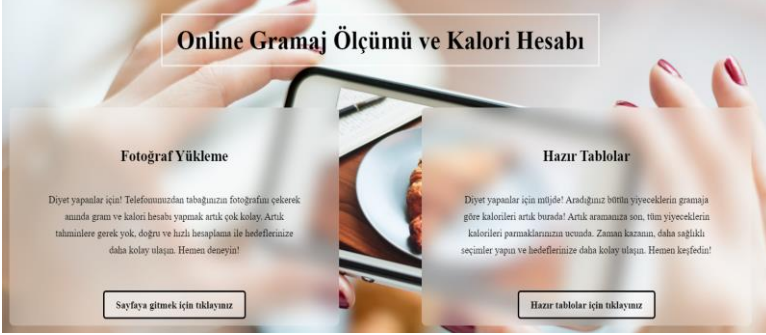 Online Gramaj Ölçümü ve Kalori Hesabı
Fotoğraf Yükleme
Diyet yapanlar için! Telefonunuzdan tabağınızın fotoğrafını çekerek
anında gram ve kalori hesabı yapmak artık çok kolay. Artık
tahminlere gerek yok, doğru ve hızlı hesaplama ile hedeflerinize
daha kolay ulaşın. Hemen deneyin!
Sayfaya gitmek için tıklayınız
Hazır Tablolar
Diyet yapanlar için müjde! Aradığınız bütün yiyeceklerin gramaja
göre kalorileri artık burada! Artık aramanıza son, tüm yiyeceklerin
kalorileri parmaklarınızın ucunda. Zaman kazanın, daha sağlıklı
seçimler yapın ve hedeflerinize daha kolay ulaşın. Hemen keşfedin!
Hazır tablolar için tıklayınız